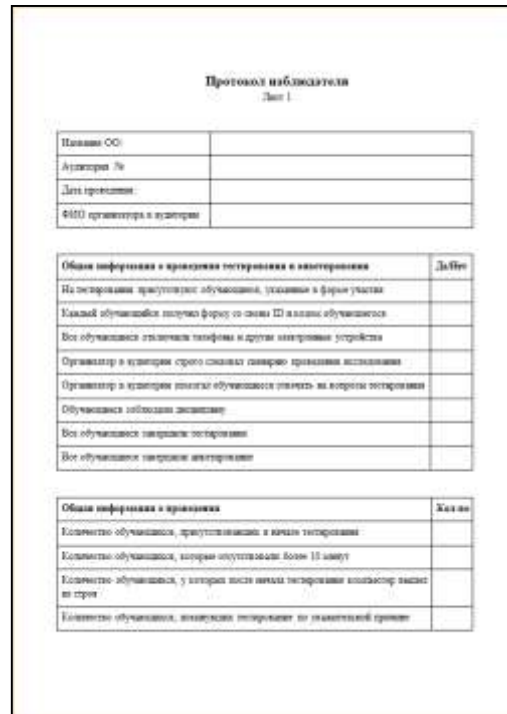 Протокол наблюдателя
Лист 1
Название ОО:
Аудитория №
Дата проведения:
ФИО организатора в аудитории
Общая информация о проведении тестирования и анкетирования Да/Нет
На тестировании присутствуют обучающиеся, указанные в форме участия
Каждый обучающийся получил форму со своим ID и кодом обучающегося
Все обучающиеся отключили телефоны и другие электронные устройства
Организатор в аудитории строго следовал сценарию проведения исследования
Организатор в аудитории помогал обучающимся отвечать на вопросы тестирования
Обучающиеся соблюдали дисциплину
Все обучающиеся завершили тестирование
Все обучающиеся завершили анкетирование
Общая информация о проведении Кол-во
Количество обучающихся, присутствовавших в начале тестирования
Количество обучающихся, которые отсутствовали более 10 минут
Количество обучающихся, у которых после начала тестирования компьютер вышел
из строя
Количество обучающихся, покинувших тестирование по уважительной причине